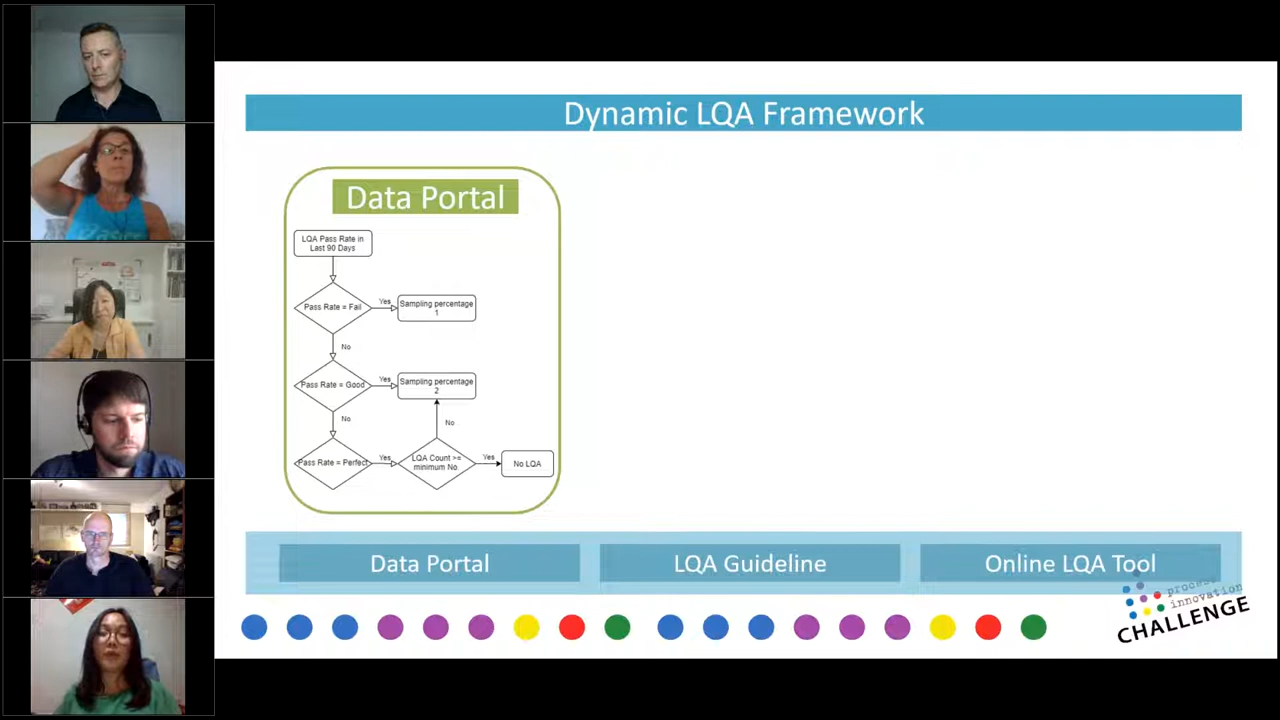 Dynamic LQA Framework
Data Portal
LQA Pass Rate in
Last 90 Days
Pass Rate = Fail
Yes
Sampling percentage
1
No
Pass Rate = Good
Yes
Sampling percentage
2
No
No
Pass Rate = Perfect
Yes
LQA Count >=
minimum No.
Yes
No LQA
Data Portal
LQA Guideline
Online LQA Tool
process
innovation
CHALLENGE